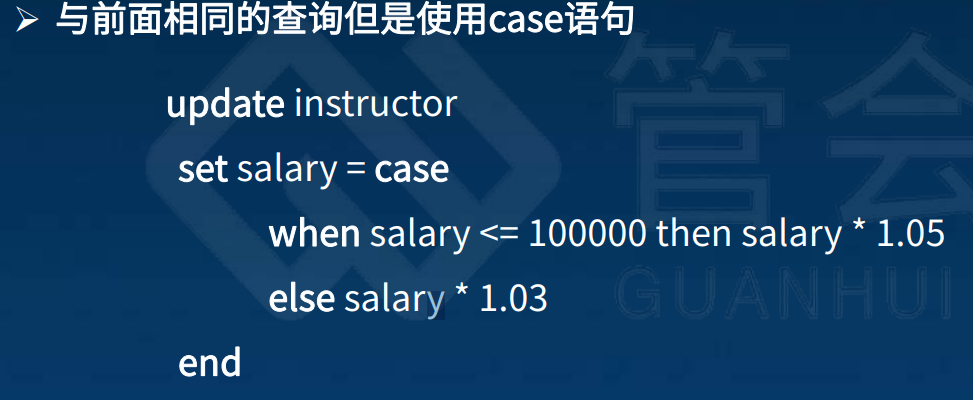 ➢ 与前面相同的查询但是使用case语句
update instructor
set salary = case
when salary <= 100000 then salary * 1.05
else salary * 1.03
end
管会
GUANHUI